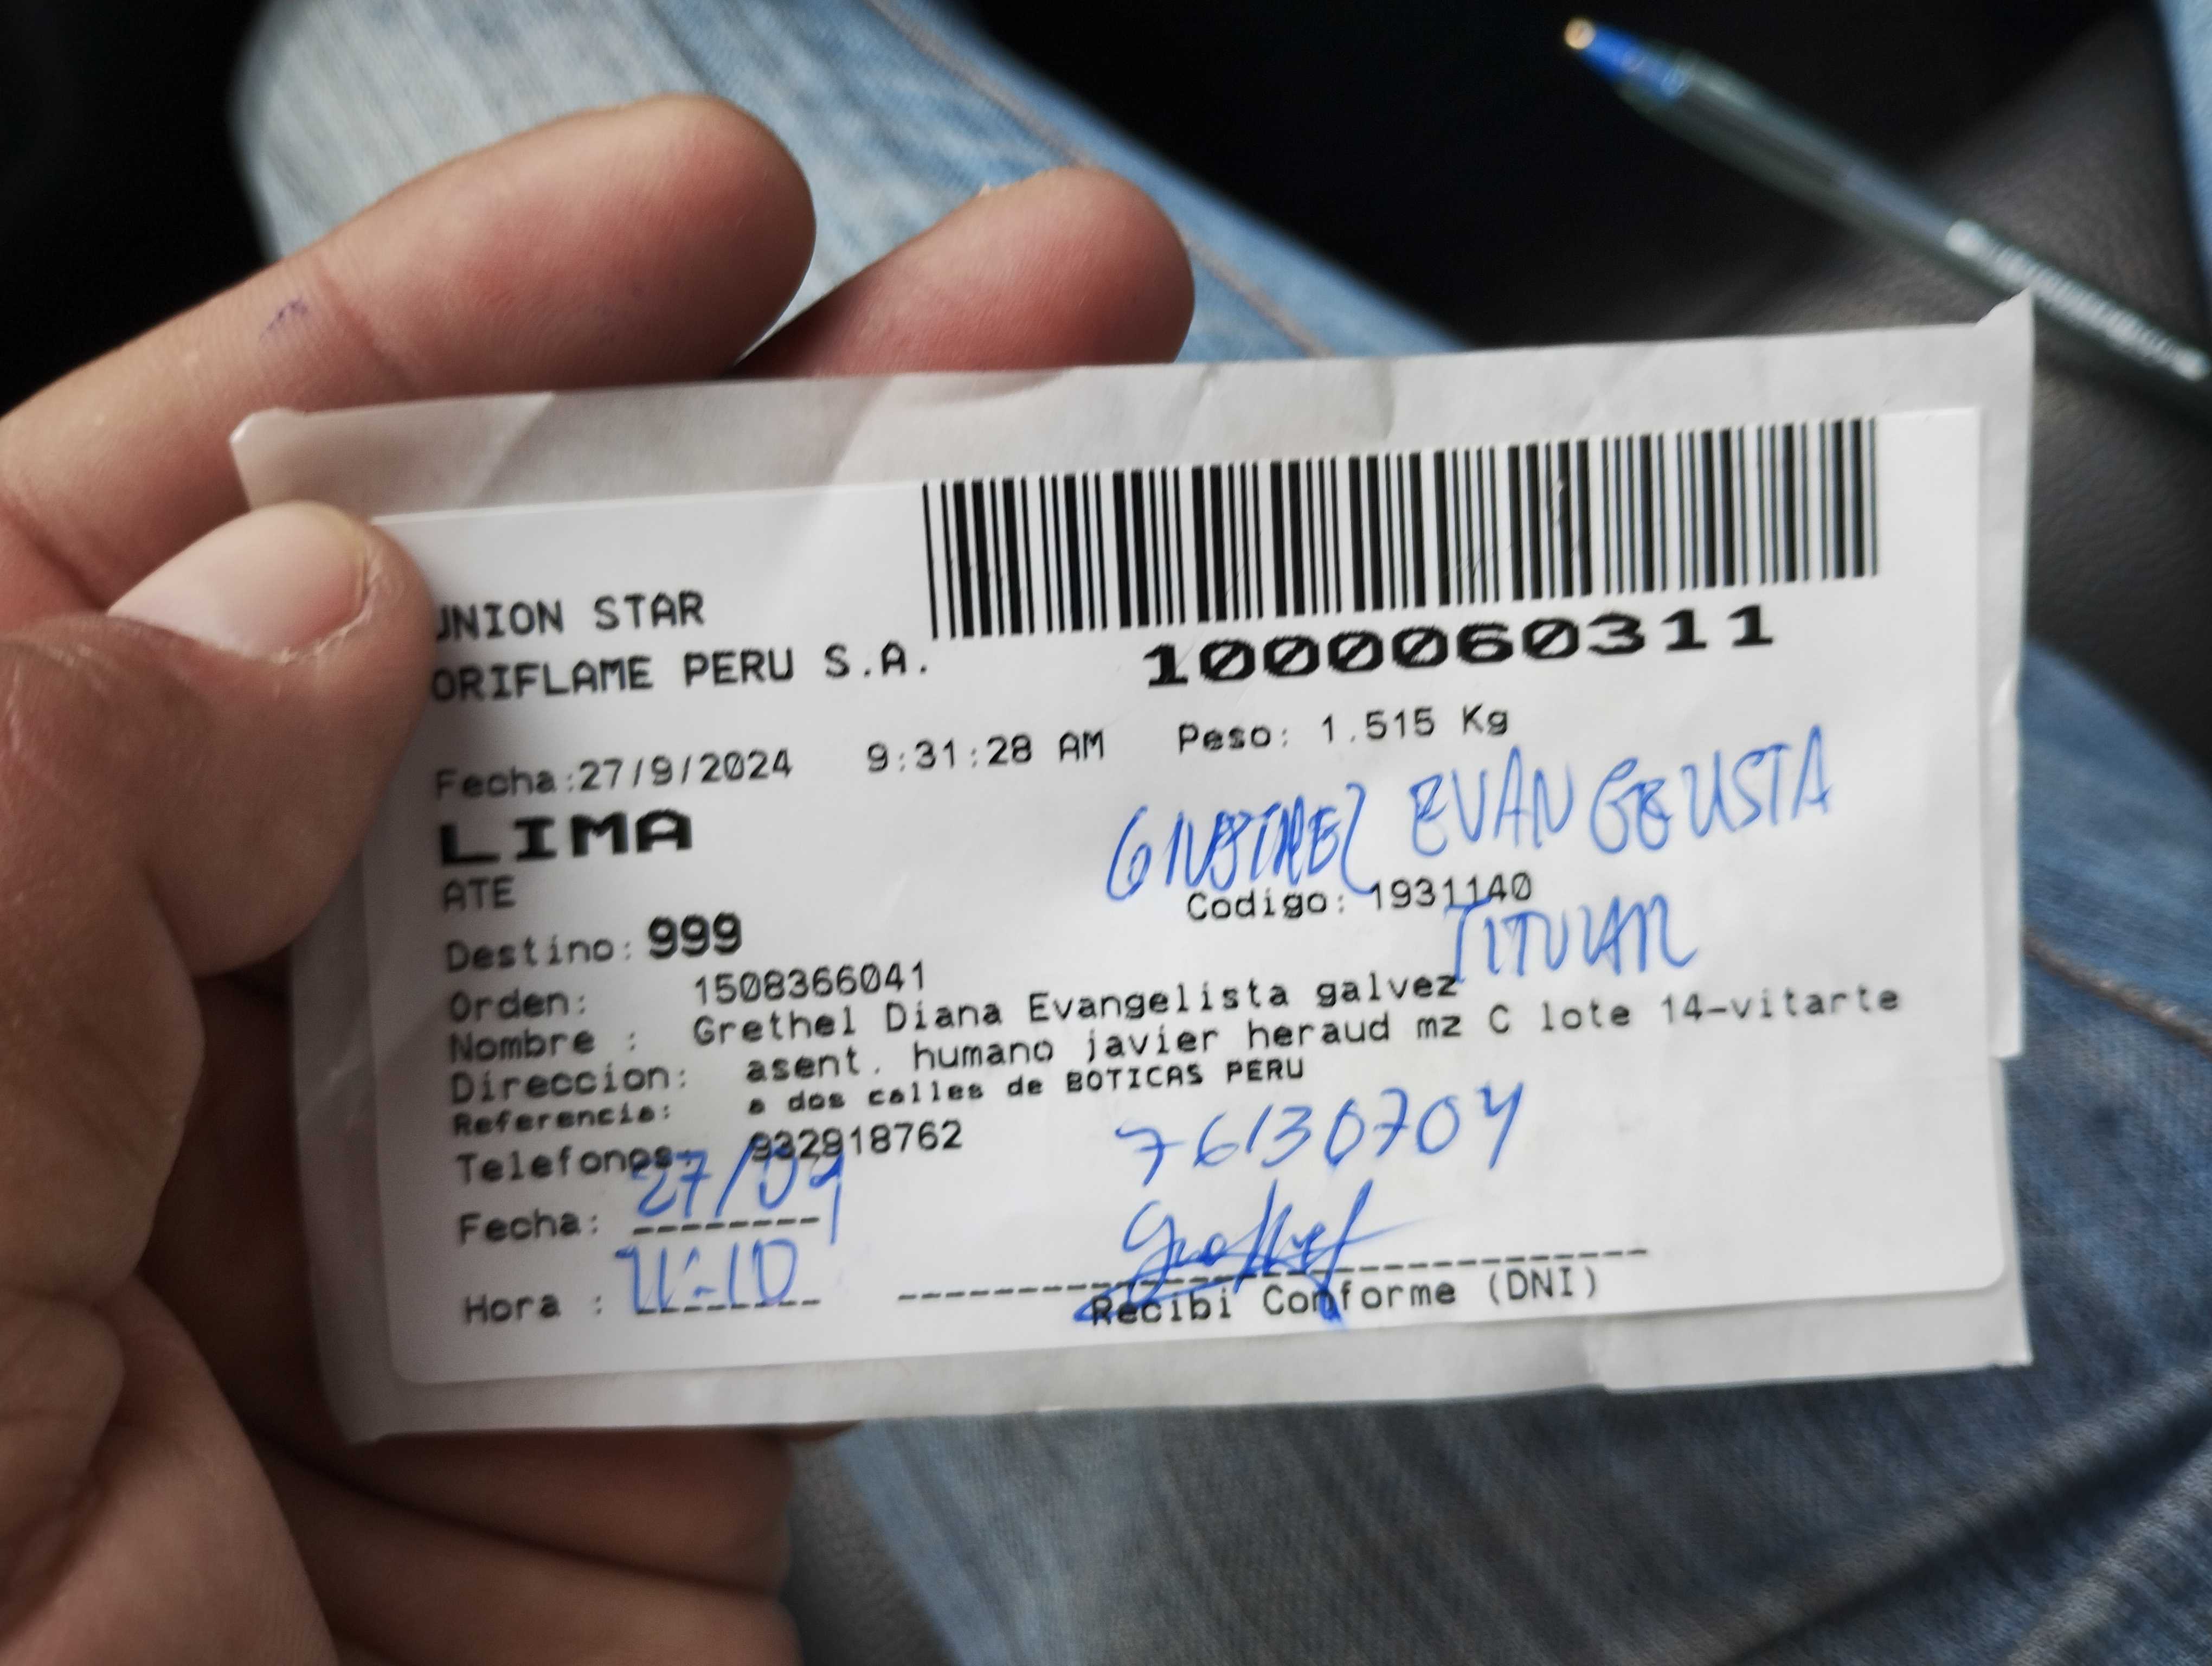 UNION STAR
ORIFLAME PERU S.A.
1000060311
Fecha:27/9/2024 9:31:28 AM Peso: 1.515 Kg
LIMA
EVANGELISTA
ATE
Codigo: 1931140
TITULAR
Destino: 999
Orden: 1508366041
Nombre : Grethel Diana Evangelista galvez
Direccion: asent. humano javier heraud mz C lote 14-vitarte
Referencia: a dos calles de BOTICAS PERU
Telefonos: 932918762
76130704
Fecha: 27/09
Hora : 11:10
Recibi Conforme (DNI)